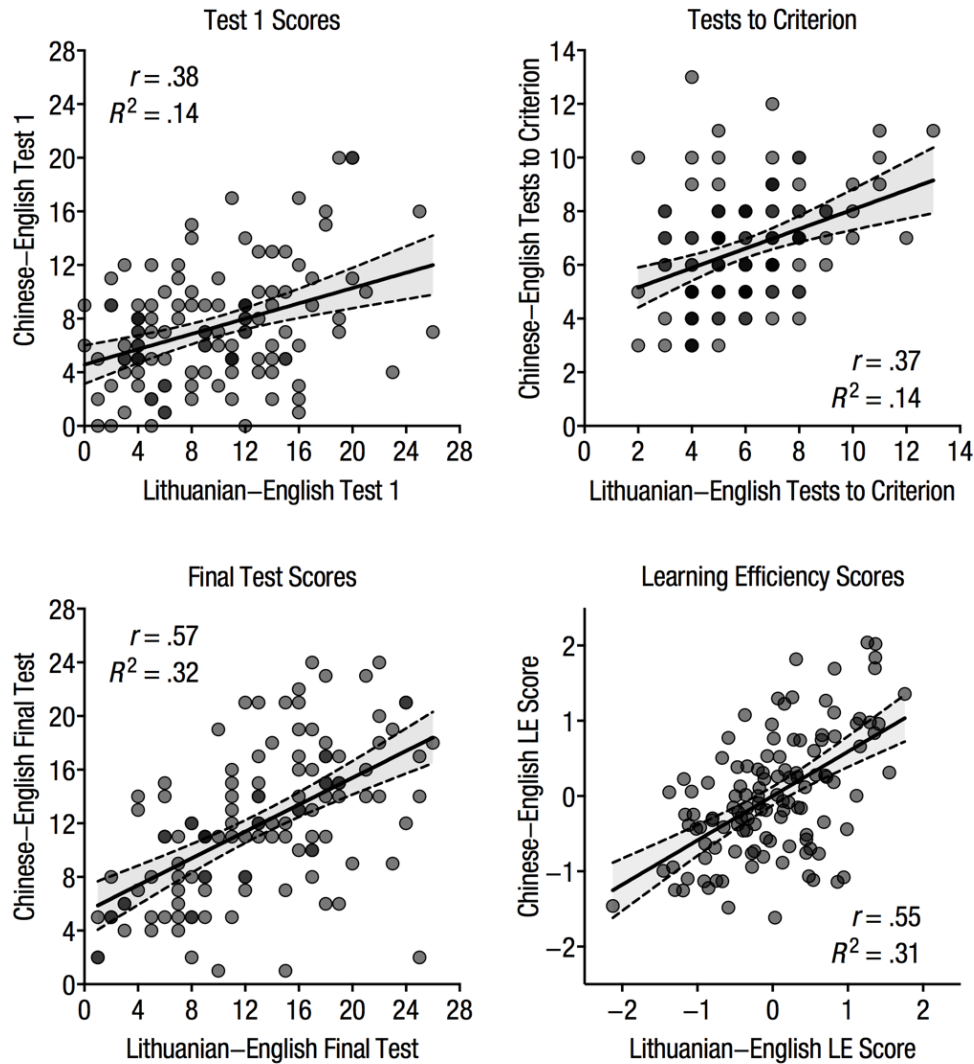 Test 1 Scores
r = .38
R² = .14
28
24
20
16
12
8
4
0
0 4 8 12 16 20 24 28
Chinese–English Test 1
Lithuanian–English Test 1
Tests to Criterion
14
12
10
8
6
4
2
0
0 2 4 6 8 10 12 14
r = .37
R² = .14
Chinese–English Tests to Criterion
Lithuanian–English Tests to Criterion
Final Test Scores
r = .57
R² = .32
28
24
20
16
12
8
4
0
0 4 8 12 16 20 24 28
Chinese–English Final Test
Lithuanian–English Final Test
Learning Efficiency Scores
2
1
0
−1
−2
−2 −1 0 1 2
r = .55
R² = .31
Chinese–English LE Score
Lithuanian–English LE Score